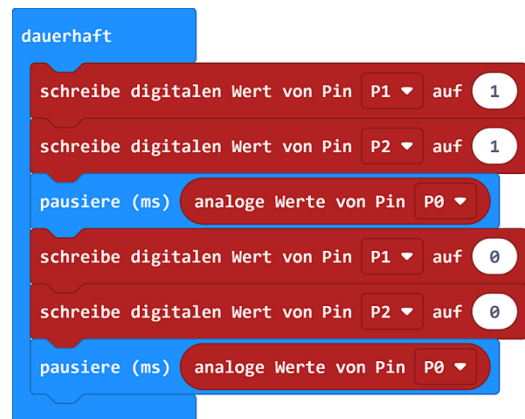 dauerhaft
schreibe digitalen Wert von Pin P1 auf 1
schreibe digitalen Wert von Pin P2 auf 1
pausiere (ms) analoge Werte von Pin P0
schreibe digitalen Wert von Pin P1 auf 0
schreibe digitalen Wert von Pin P2 auf 0
pausiere (ms) analoge Werte von Pin P0